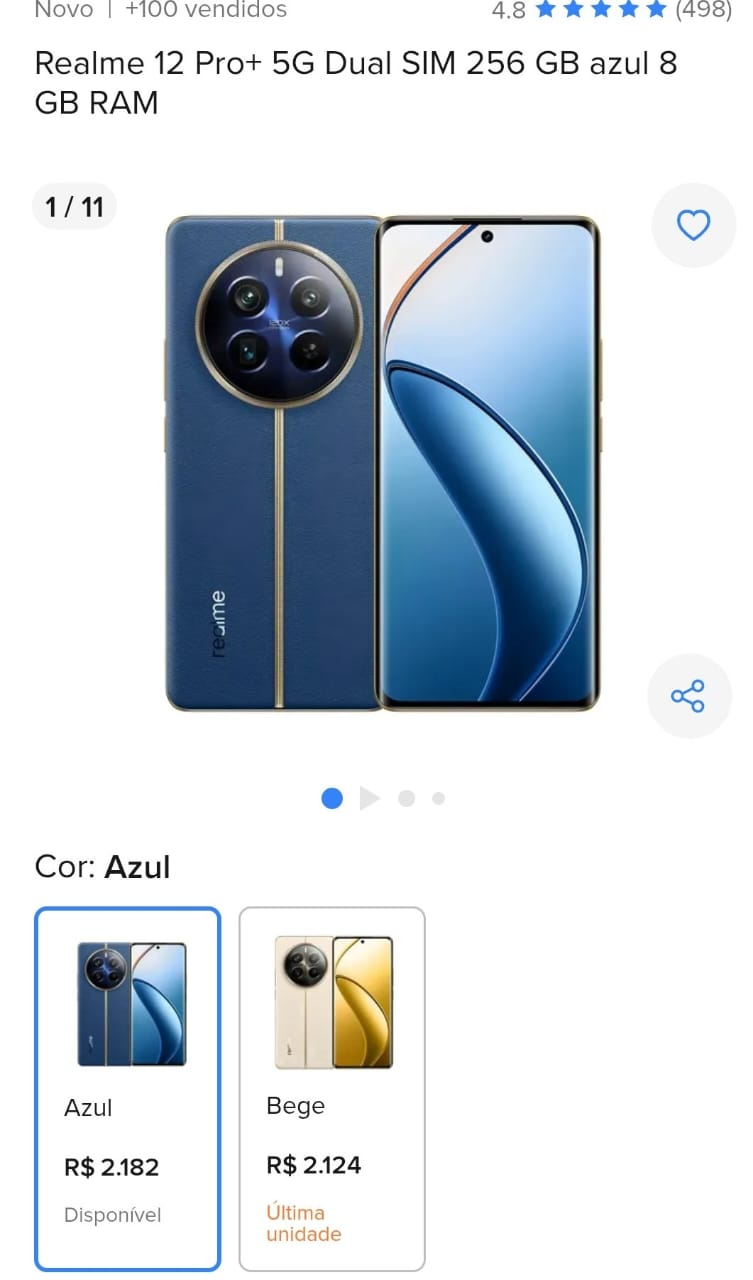 Novo | +100 vendidos
4.8 (498)
Realme 12 Pro+ 5G Dual SIM 256 GB azul 8
GB RAM
1 / 11
120X
realme
Cor: Azul
Azul
R$ 2.182
Disponível
Bege
R$ 2.124
Última
unidade